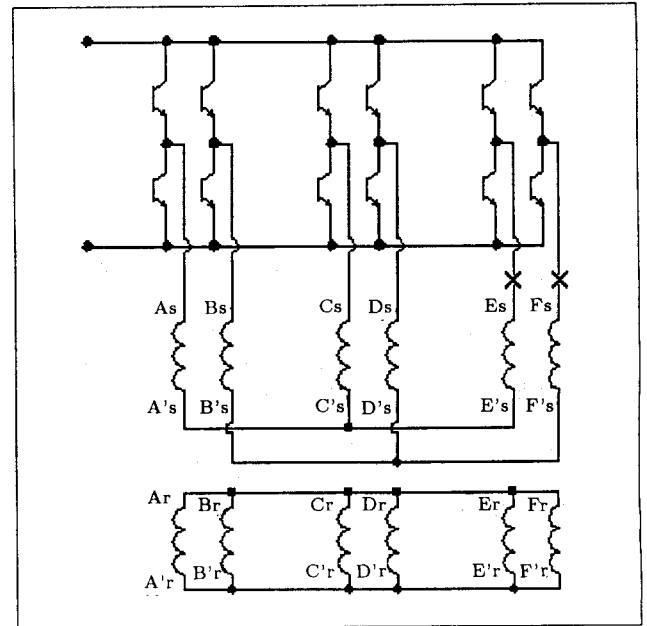 As Bs Cs Ds Es Fs
A's B's C's D's E's F's
Ar Br Cr Dr Er Fr
A'r B'r C'r D'r E'r F'r